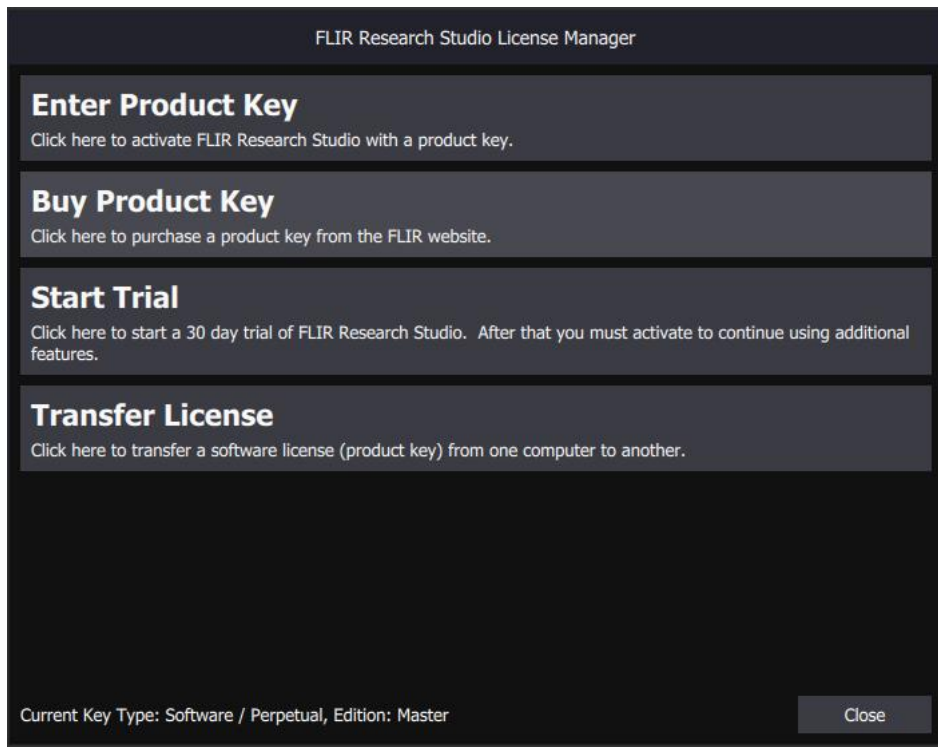 FLIR Research Studio License Manager
Enter Product Key
Click here to activate FLIR Research Studio with a product key.
Buy Product Key
Click here to purchase a product key from the FLIR website.
Start Trial
Click here to start a 30 day trial of FLIR Research Studio.  After that you must activate to continue using additional
features.
Transfer License
Click here to transfer a software license (product key) from one computer to another.
Current Key Type: Software / Perpetual, Edition: Master
Close